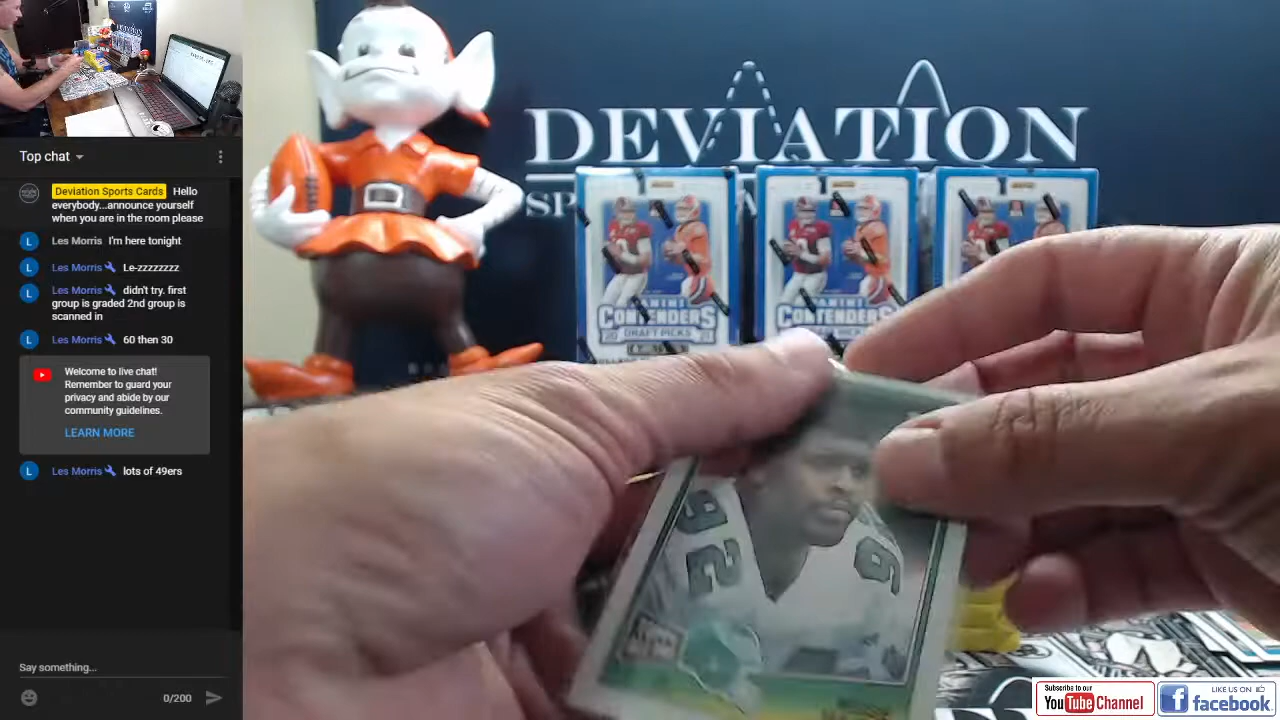 Top chat
Deviation Sports Cards Hello
everybody...announce yourself
when you are in the room please
L Les Morris I'm here tonight
L Les Morris Le-zzzzzzzz
L Les Morris didn't try. first
group is graded 2nd group is
scanned in
L Les Morris 60 then 30
Welcome to live chat!
Remember to guard your
privacy and abide by our
community guidelines.
LEARN MORE
L Les Morris lots of 49ers
Say something...
0/200
DEVIATION
SP
PANINI
CONTENDERS
DRAFT PICKS
PANINI
CONTENDERS
92
Subscribe to our
YouTube Channel
LIKE US ON
facebook